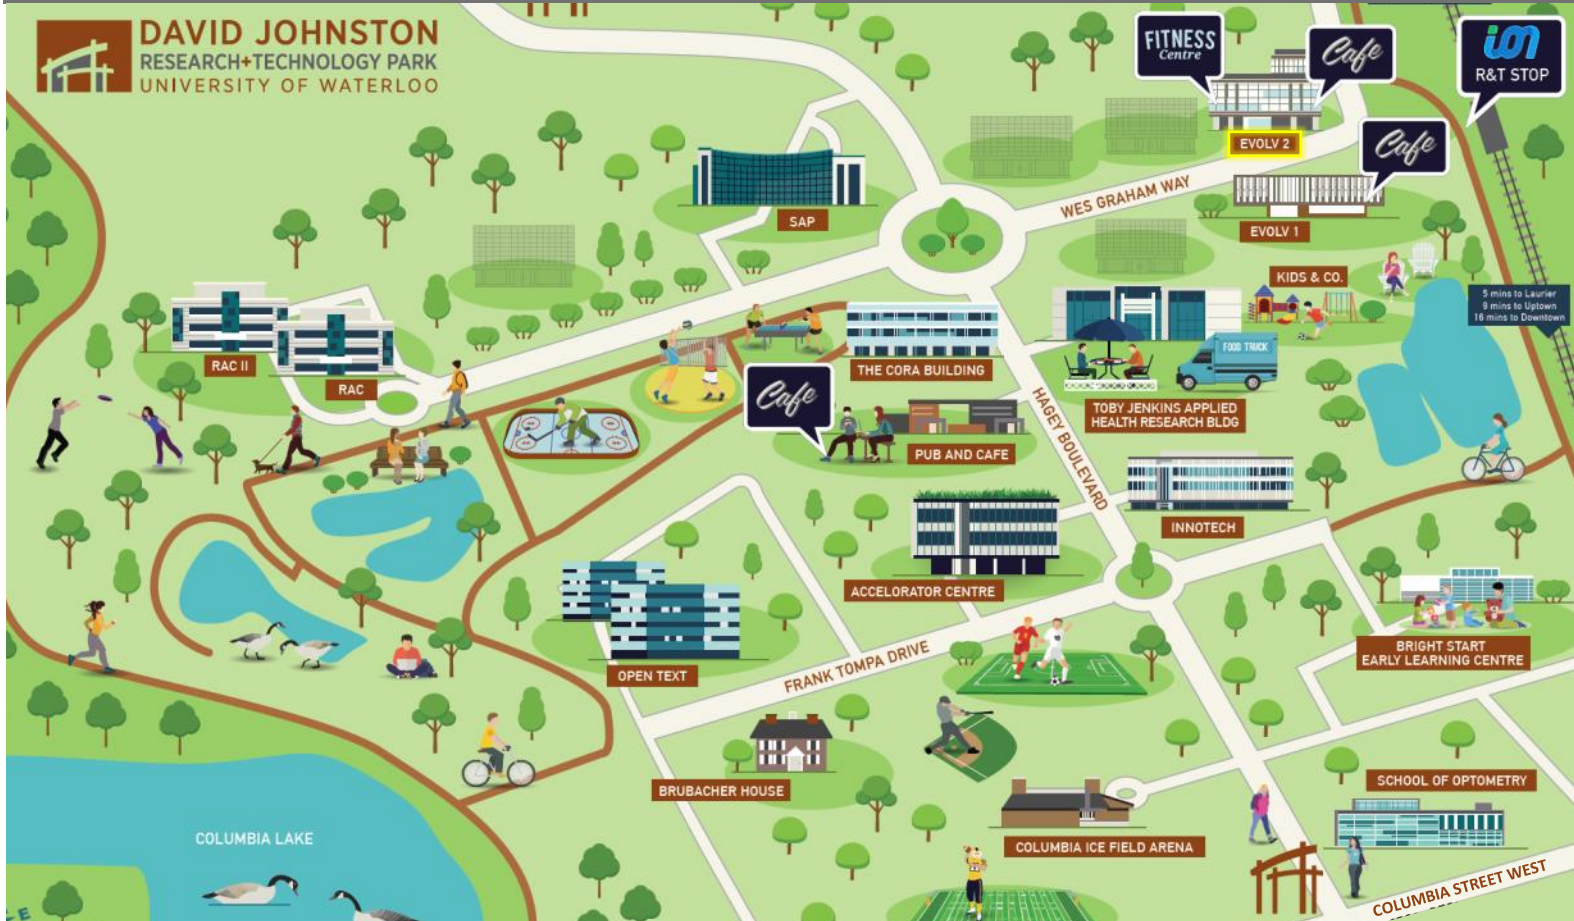 DAVID JOHNSTON
RESEARCH+TECHNOLOGY PARK
UNIVERSITY OF WATERLOO
FITNESS
Centre
Cafe
ion
R&T STOP
EVOLV 2
Cafe
WES GRAHAM WAY
SAP
EVOLV 1
KIDS & CO.
5 mins to Laurier
9 mins to Uptown
16 mins to Downtown
RAC II
RAC
THE CORA BUILDING
FOOD TRUCK
Cafe
HAGEY BOULEVARD
TOBY JENKINS APPLIED
HEALTH RESEARCH BLDG
PUB AND CAFE
INNOTECH
ACCELORATOR CENTRE
BRIGHT START
EARLY LEARNING CENTRE
OPEN TEXT
FRANK TOMPA DRIVE
BRUBACHER HOUSE
SCHOOL OF OPTOMETRY
COLUMBIA LAKE
COLUMBIA ICE FIELD ARENA
COLUMBIA STREET WEST